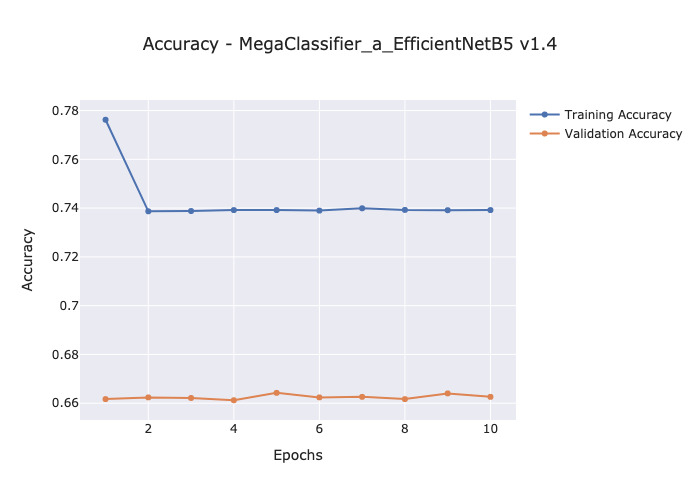 Accuracy - MegaClassifier_a_EfficientNetB5 v1.4
Training Accuracy
Validation Accuracy
Accuracy
0.78
0.76
0.74
0.72
0.7
0.68
0.66
2 4 6 8 10
Epochs